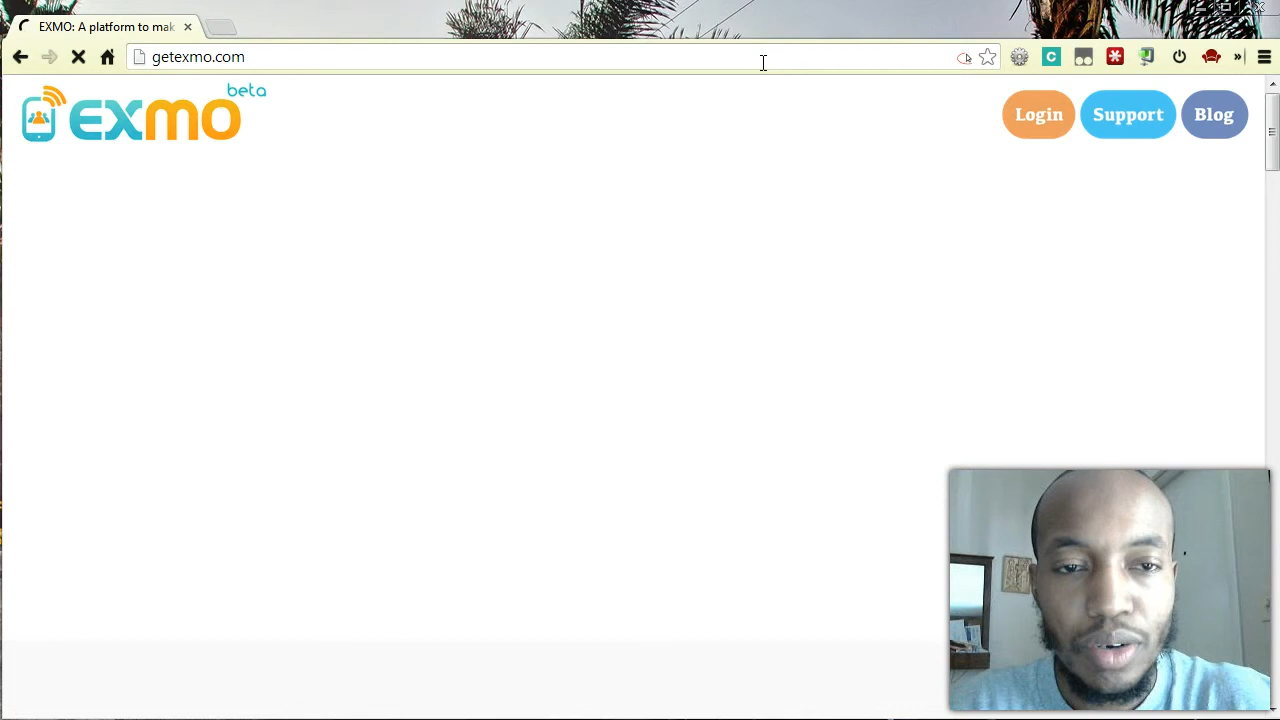 EXMO: A platform to mak
getexmo.com
C
EXMO beta
Login Support Blog